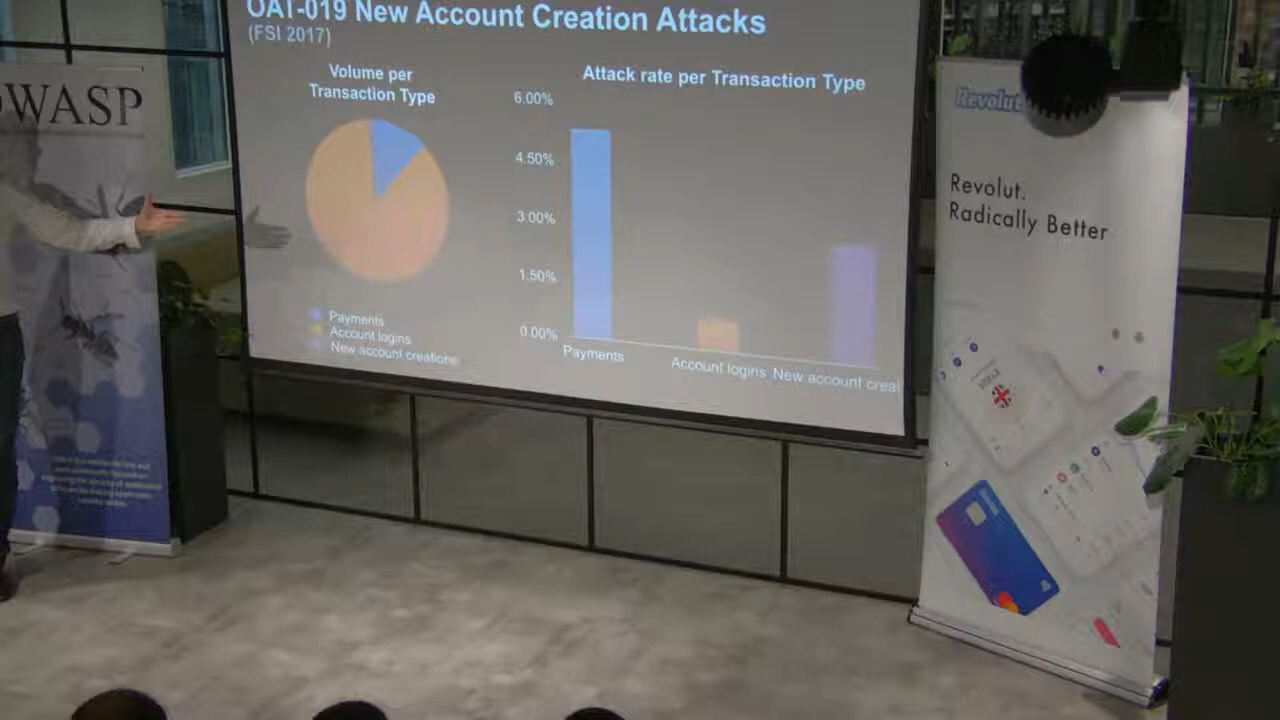 OAT-019 New Account Creation Attacks
(FSI 2017)
Volume per
Transaction Type
Payments
Account logins
New account creations
Attack rate per Transaction Type
6.00%
4.50%
3.00%
1.50%
0.00%
Payments
Account logins
New account creat
OWASP
Revolut
Revolut.
Radically Better